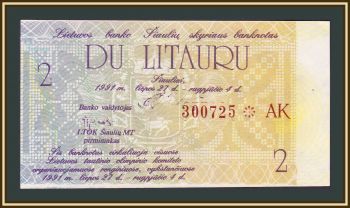 Lietuvos banko Šiaulių skyriaus banknotas
DU LITAURU
2
Šiauliai
1991 m. liepos 27 d. - rugpjūčio 4 d.
Banko valdytojas
300725 ※ AK
LTOK Šiaulių MT
pirmininkas
Šis banknotas cirkuliuoja visuose
Lietuvos tautinio olimpinio komiteto
organizuojamuose renginiuose, vykstančiuose
1991 m. liepos 27 d. - rugpjūčio 4 d.
2